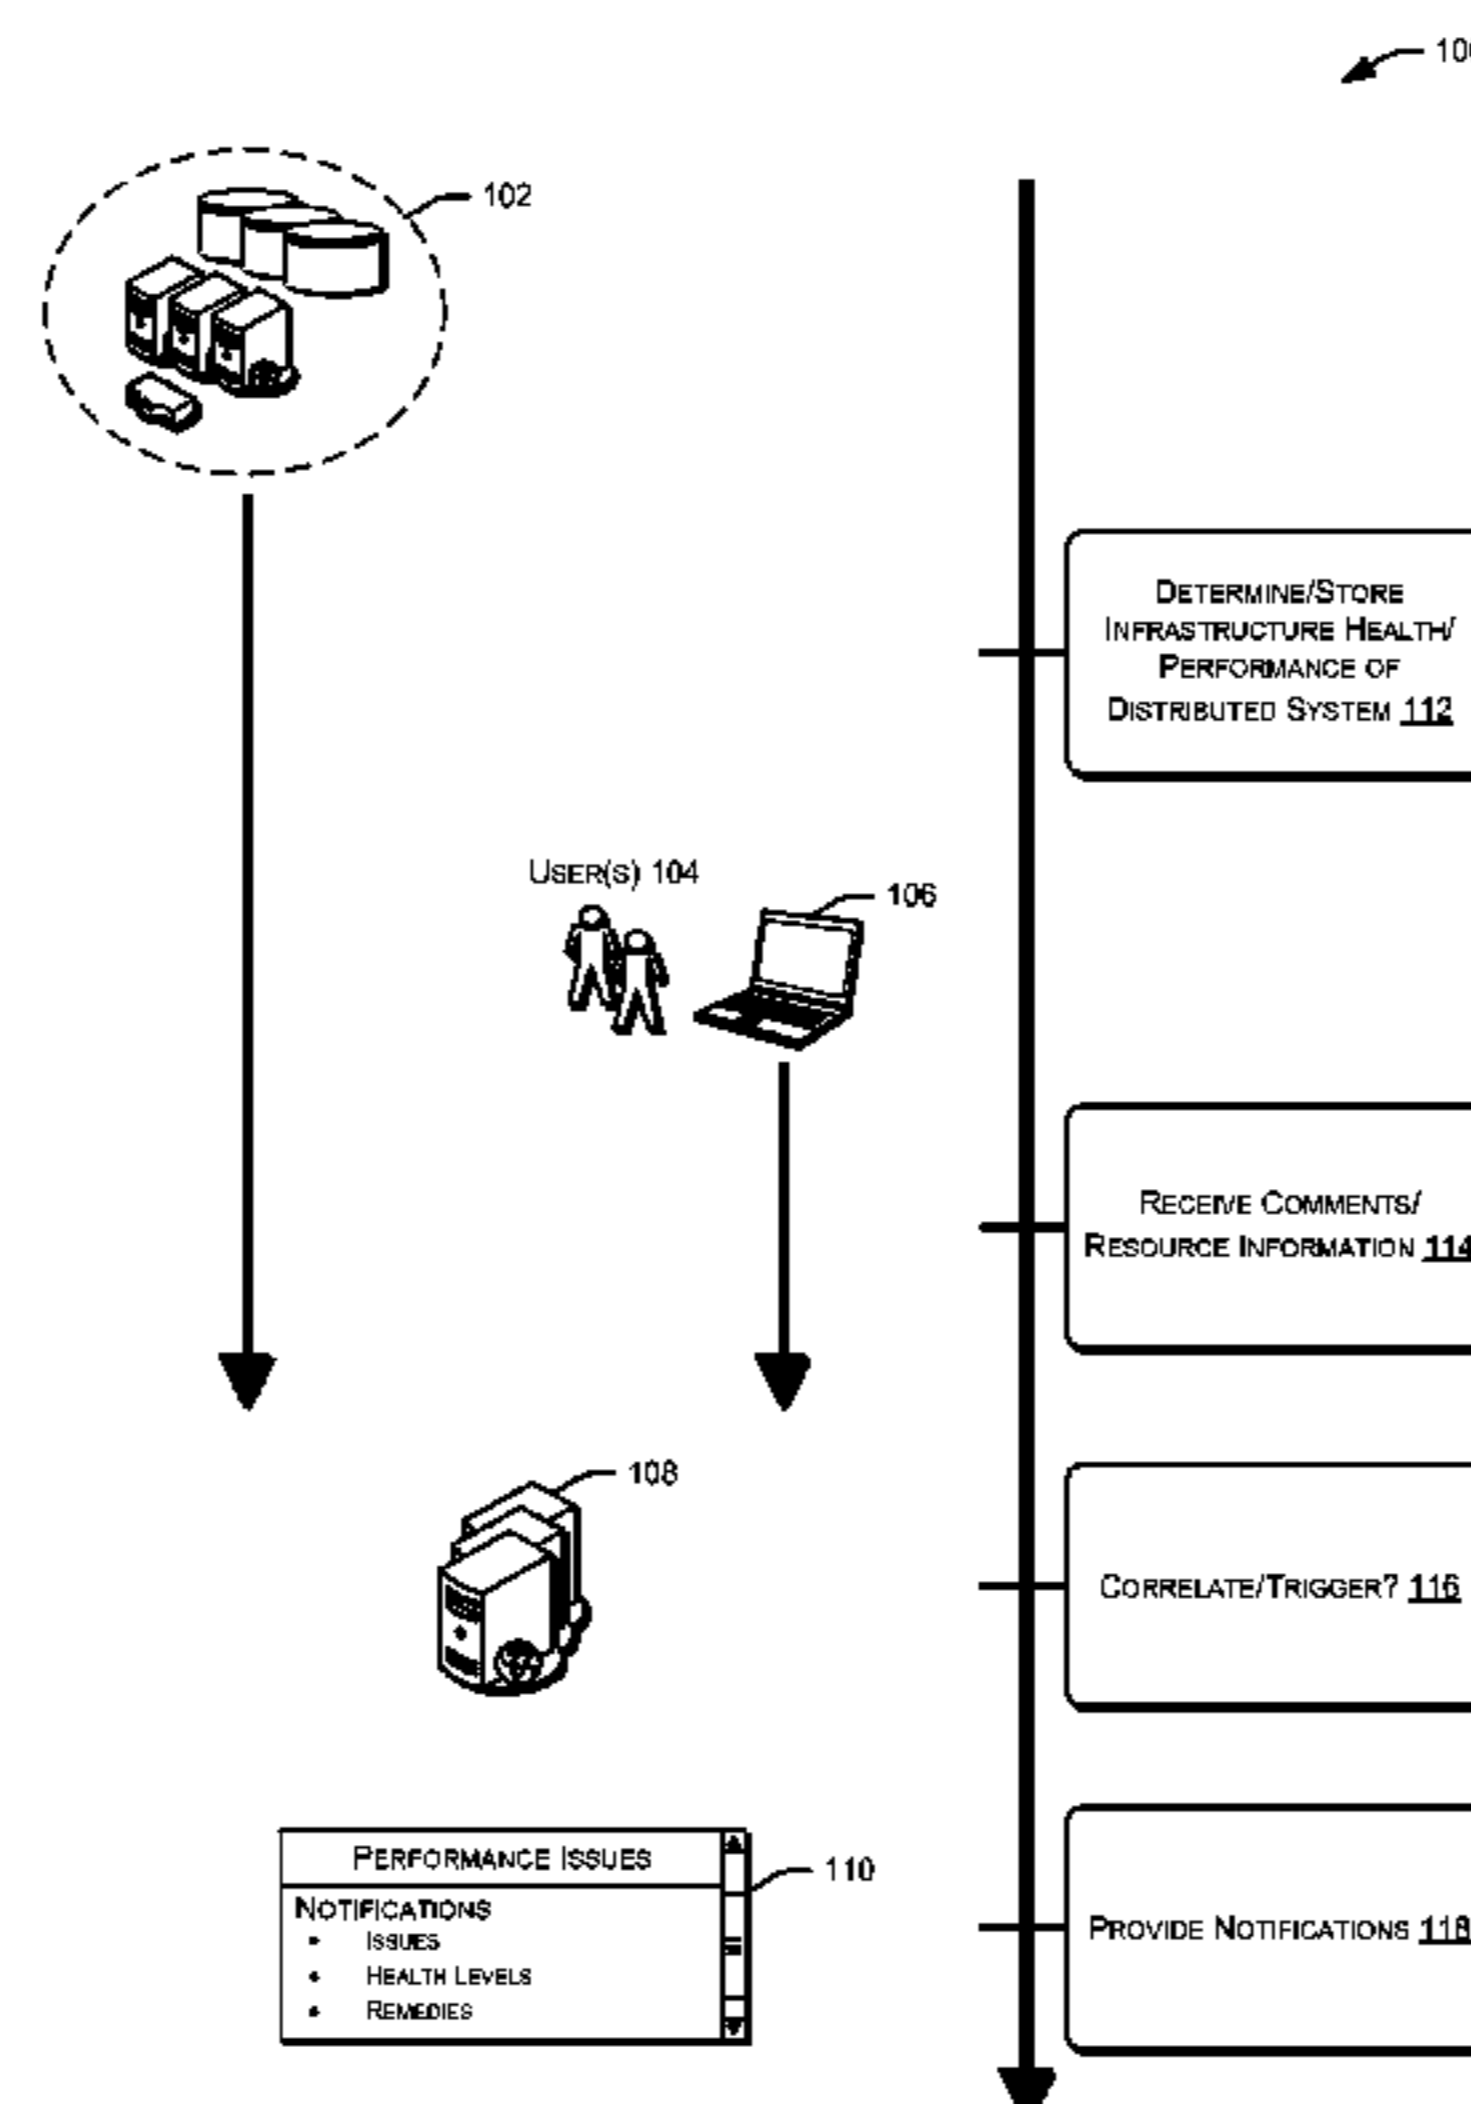 102
DETERMINE/STORE
INFRASTRUCTURE HEALTH/
PERFORMANCE OF
DISTRIBUTED SYSTEM 112
USER(S) 104
106
RECEIVE COMMENTS/
RESOURCE INFORMATION 114
108
CORRELATE/TRIGGER? 116
PERFORMANCE ISSUES
110
NOTIFICATIONS
• ISSUES
• HEALTH LEVELS
• REMEDIES
PROVIDE NOTIFICATIONS 118